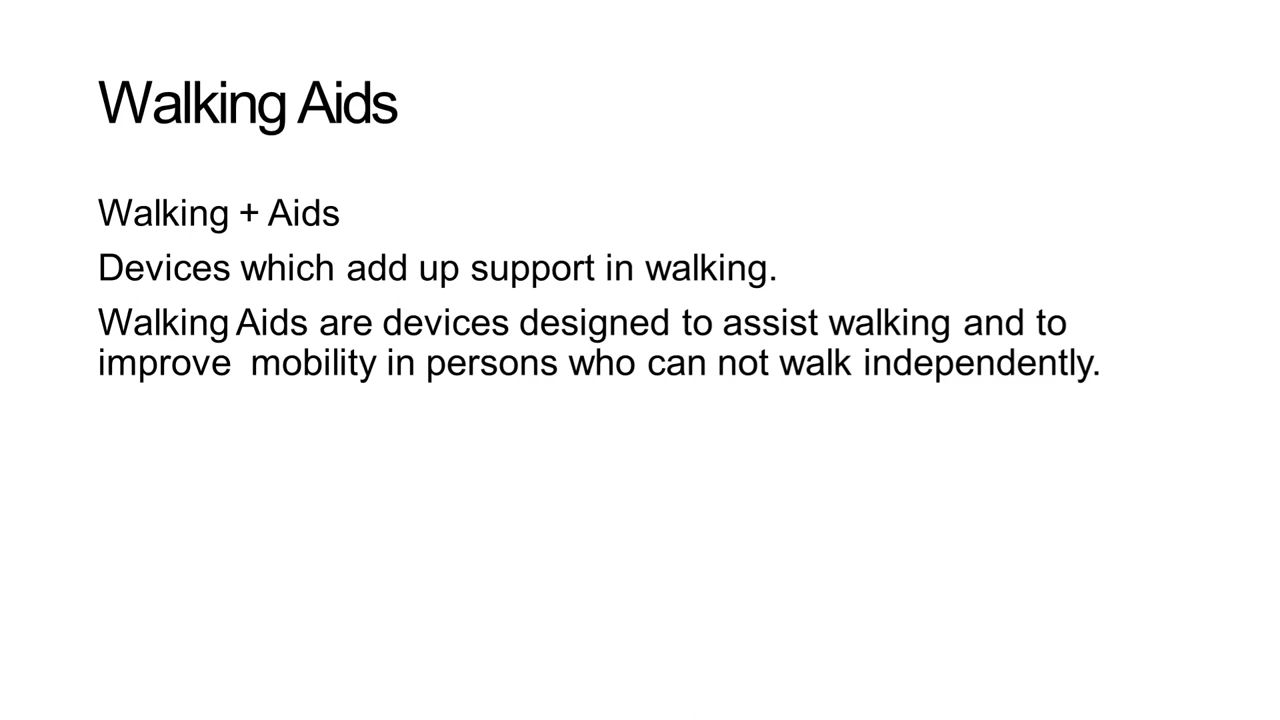 Walking Aids
Walking + Aids
Devices which add up support in walking.
Walking Aids are devices designed to assist walking and to
improve  mobility in persons who can not walk independently.